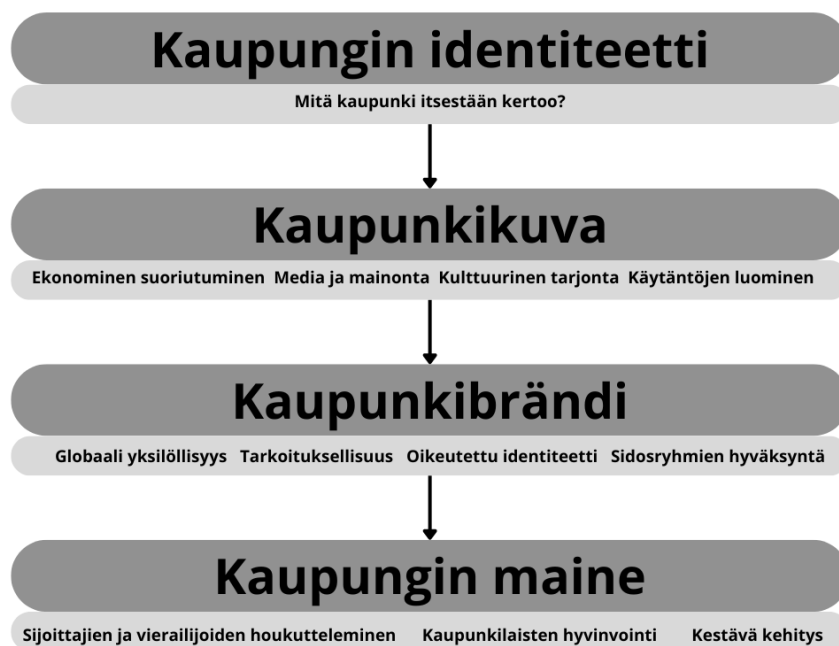 Kaupungin identiteetti
Mitä kaupunki itsestään kertoo?
Kaupunkikuva
Ekonominen suoriutuminen Media ja mainonta Kulttuurinen tarjonta Käytäntöjen luominen
Kaupunkibrändi
Globaali yksilöllisyys Tarkoituksellisuus Oikeutettu identiteetti Sidosryhmien hyväksyntä
Kaupungin maine
Sijoittajien ja vierailijoiden houkutteleminen Kaupunkilaisten hyvinvointi Kestävä kehitys